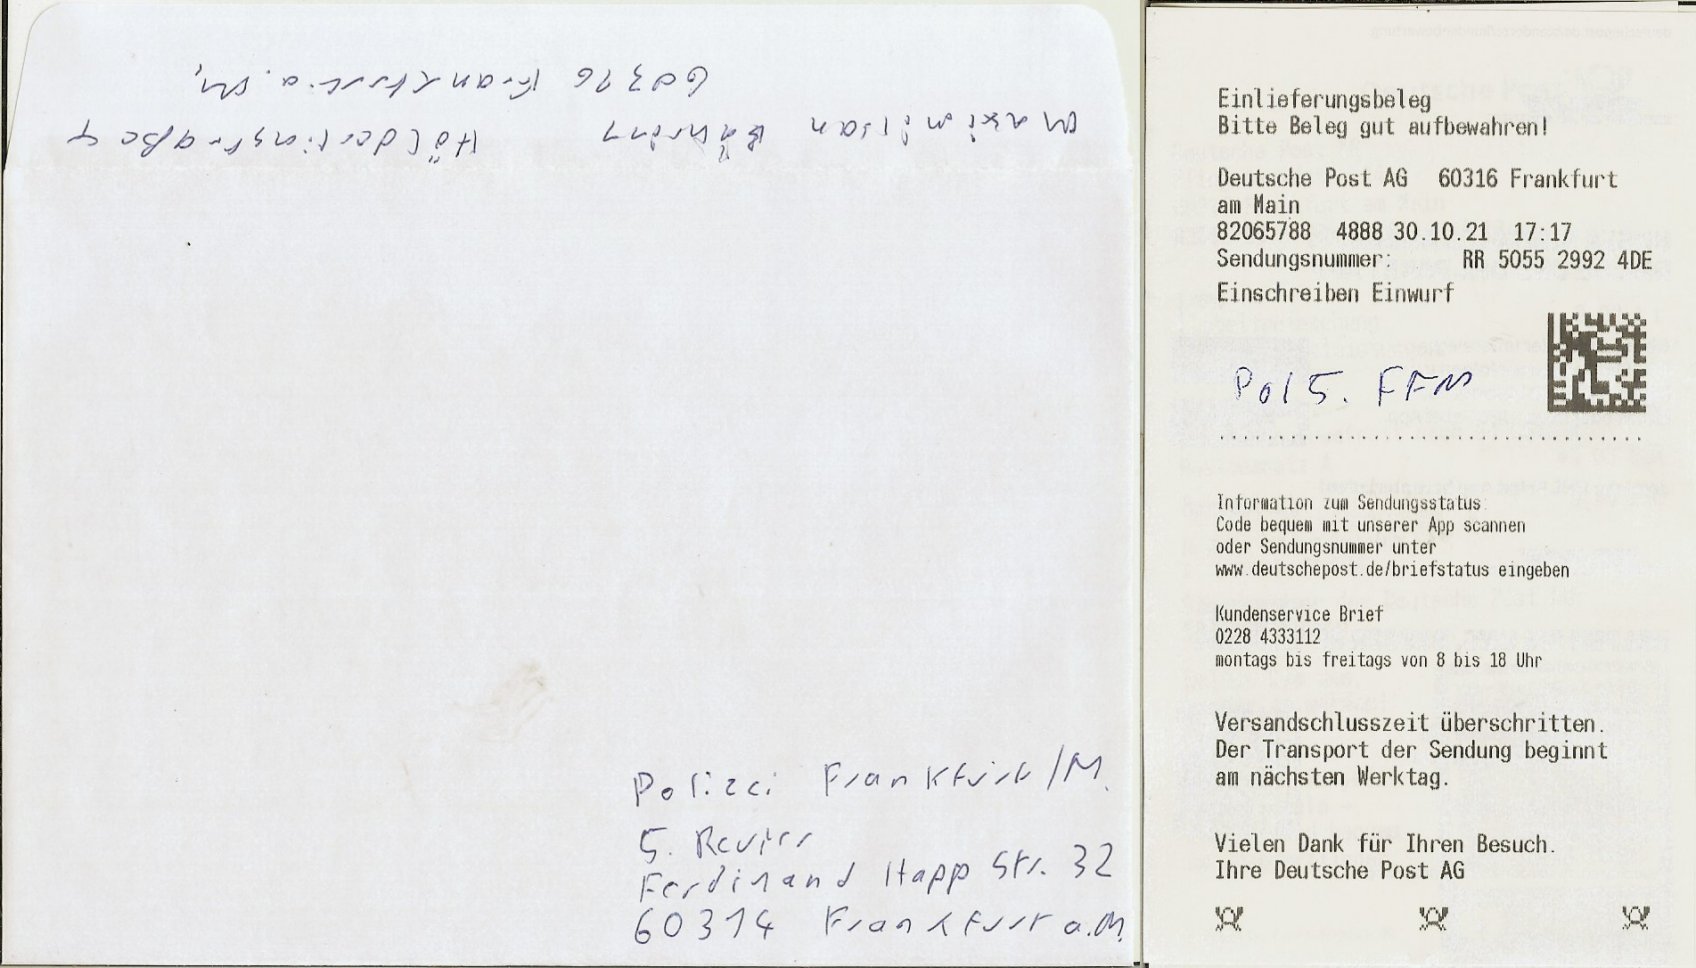 Maximilian Bähring Hölderlinstraße 4
60316 Frankfurt a. M.
Polizei Frankfurt/M.
5. Revier
Ferdinand Happ Str. 32
60314 Frankfurt a.M.
Einlieferungsbeleg
Bitte Beleg gut aufbewahren!
Deutsche Post AG 60316 Frankfurt
am Main
82065788 4888 30.10.21 17:17
Sendungsnummer: RR 5055 2992 4DE
Einschreiben Einwurf
Pol 5. FFM
Information zum Sendungsstatus:
Code bequem mit unserer App scannen
oder Sendungsnummer unter
www.deutschepost.de/briefstatus eingeben
Kundenservice Brief
0228 4333112
montags bis freitags von 8 bis 18 Uhr
Versandschlusszeit überschritten.
Der Transport der Sendung beginnt
am nächsten Werktag.
Vielen Dank für Ihren Besuch.
Ihre Deutsche Post AG